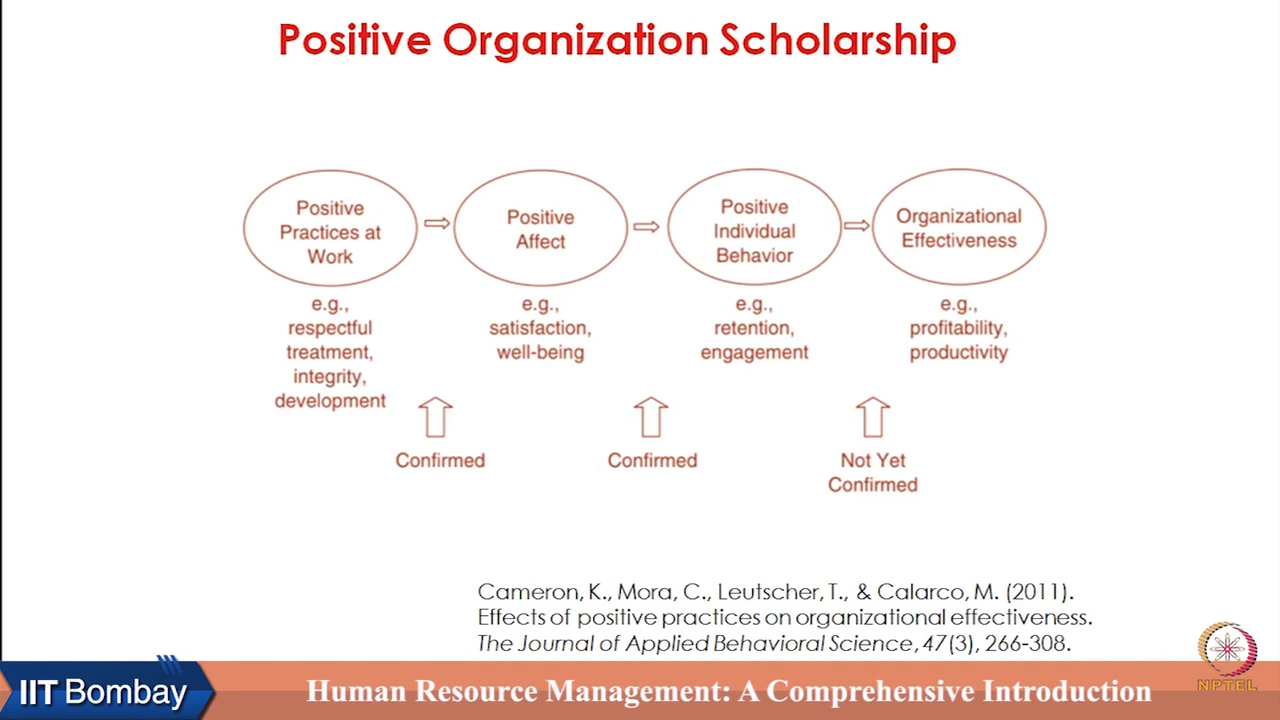 Positive Organization Scholarship
Positive
Practices at
Work
Positive
Affect
Positive
Individual
Behavior
Organizational
Effectiveness
e.g.,
respectful
treatment,
integrity,
development
e.g.,
satisfaction,
well-being
e.g.,
retention,
engagement
e.g.,
profitability,
productivity
Confirmed
Confirmed
Not Yet
Confirmed
Cameron, K., Mora, C., Leutscher, T., & Calarco, M. (2011).
Effects of positive practices on organizational effectiveness.
The Journal of Applied Behavioral Science, 47(3), 266-308.
IIT Bombay
Human Resource Management: A Comprehensive Introduction
NPTEL